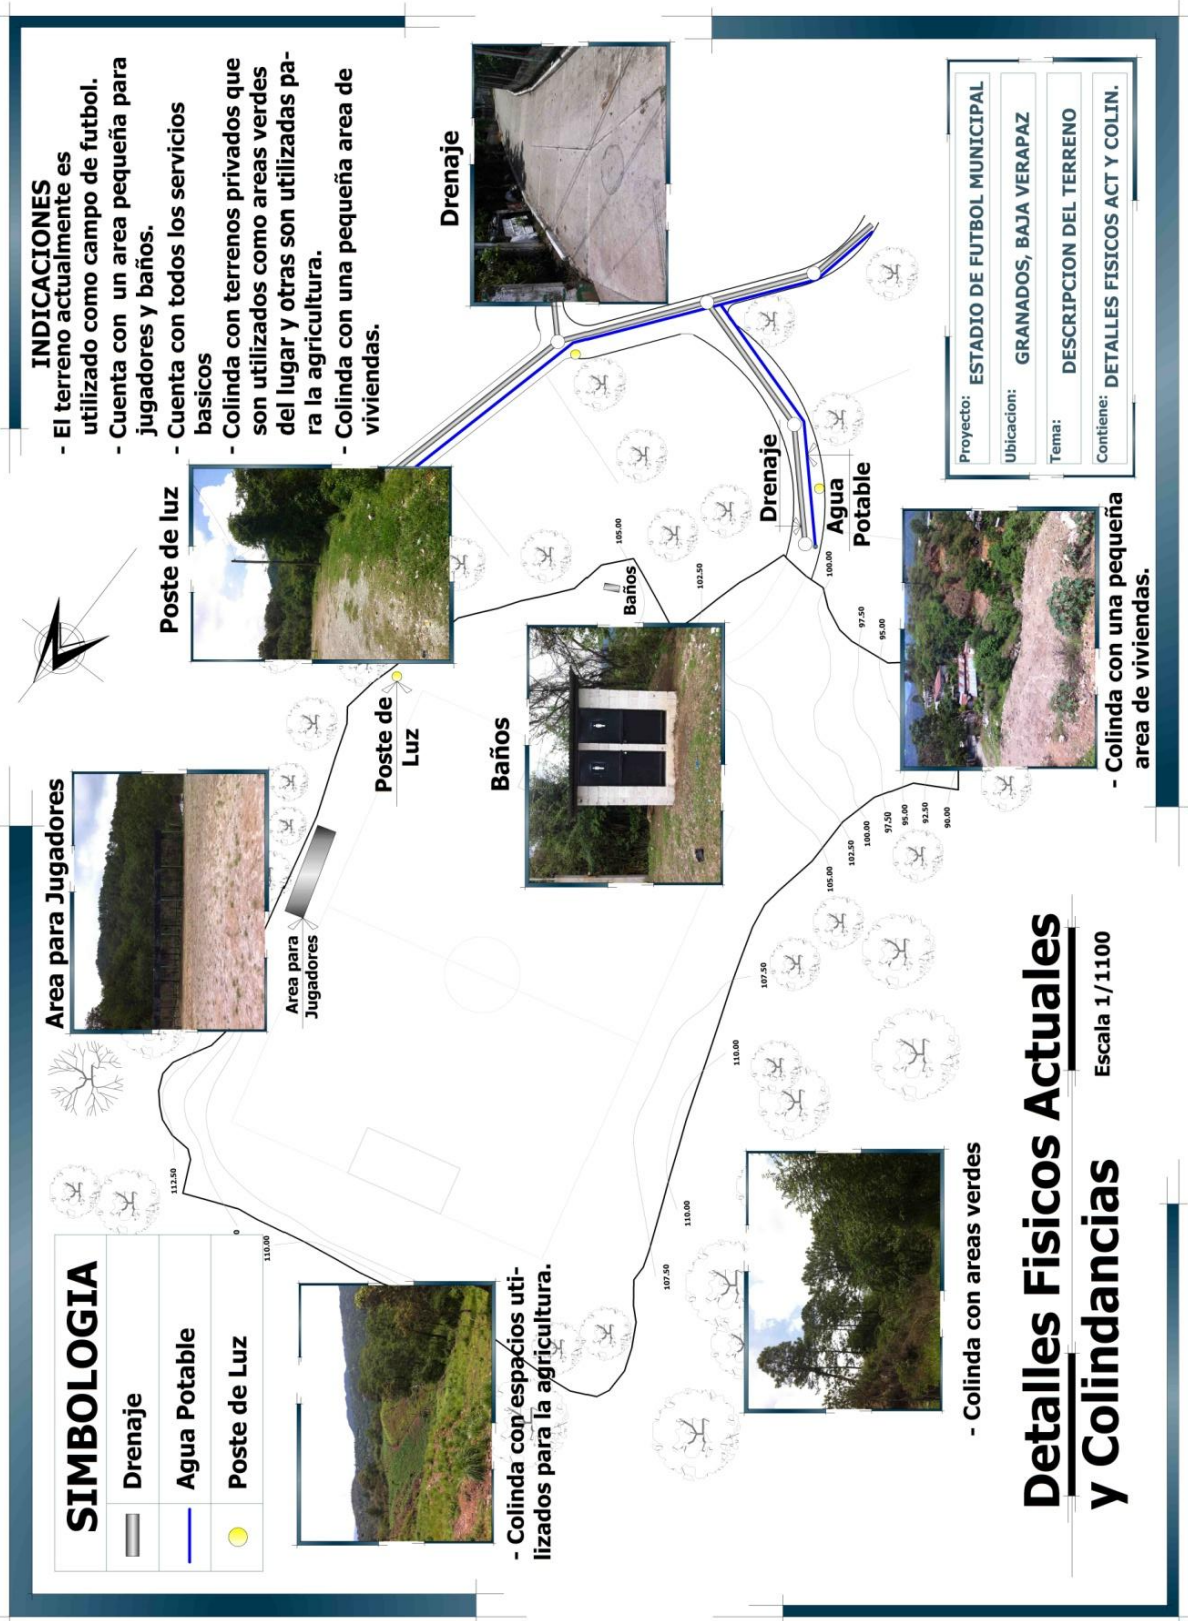 SIMBOLOGIA
Drenaje
Agua Potable
Poste de Luz
Area para Jugadores
Poste de luz
INDICACIONES
- El terreno actualmente es
utilizado como campo de futbol.
- Cuenta con un area pequeña para
jugadores y baños.
- Cuenta con todos los servicios
basicos
- Colinda con terrenos privados que
son utilizados como areas verdes
del lugar y otras son utilizadas pa-
ra la agricultura.
- Colinda con una pequeña area de
viviendas.
112.50
0
110.00
Area para
Jugadores
Poste de
Luz
Drenaje
- Colinda con espacios uti-
lizados para la agricultura.
Baños
Baños
105.00
102.50
107.50
110.00
110.00
107.50
105.00
102.50
100.00
97.50
95.00
92.50
90.00
95.00
97.50
100.00
Drenaje
Agua
Potable
- Colinda con areas verdes
- Colinda con una pequeña
area de viviendas.
Detalles Fisicos Actuales
y Colindancias
Escala 1/1100
Proyecto: ESTADIO DE FUTBOL MUNICIPAL
Ubicacion: GRANADOS, BAJA VERAPAZ
Tema: DESCRIPCION DEL TERRENO
Contiene: DETALLES FISICOS ACT Y COLIN.